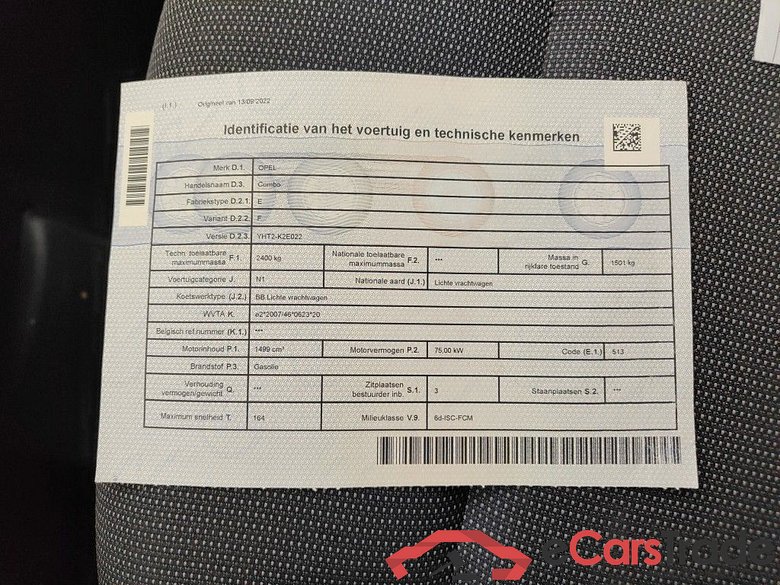 (I.1.) Origineel van 13/09/2022
Identificatie van het voertuig en technische kenmerken
Merk D.1. OPEL
Handelsnaam D.3. Combo
Fabriekstype D.2.1. E
Variant D.2.2. F
Versie D.2.3. YHT2-K2E022
Techn. toelaatbare maximummassa F.1. 2400 kg Nationale toelaatbare maximummassa F.2. --- Massa in rijklare toestand G. 1501 kg
Voertuigcategorie J. N1 Nationale aard (J.1.) Lichte vrachtwagen
Koetswerktype (J.2.) BB Lichte vrachtwagen
WVTA K. e2*2007/46*0623*20
Belgisch ref.nummer (K.1.) ---
Motorinhoud P.1. 1499 cm³ Motorvermogen P.2. 75.00 kW Code (E.1.) 513
Brandstof P.3. Gasolie
Verhouding vermogen/gewicht Q. --- Zitplaatsen bestuurder inb. S.1. 3 Staanplaatsen S.2. ---
Maximum snelheid T. 164 Milieuklasse V.9. 6d-ISC-FCM
eCarsTrade